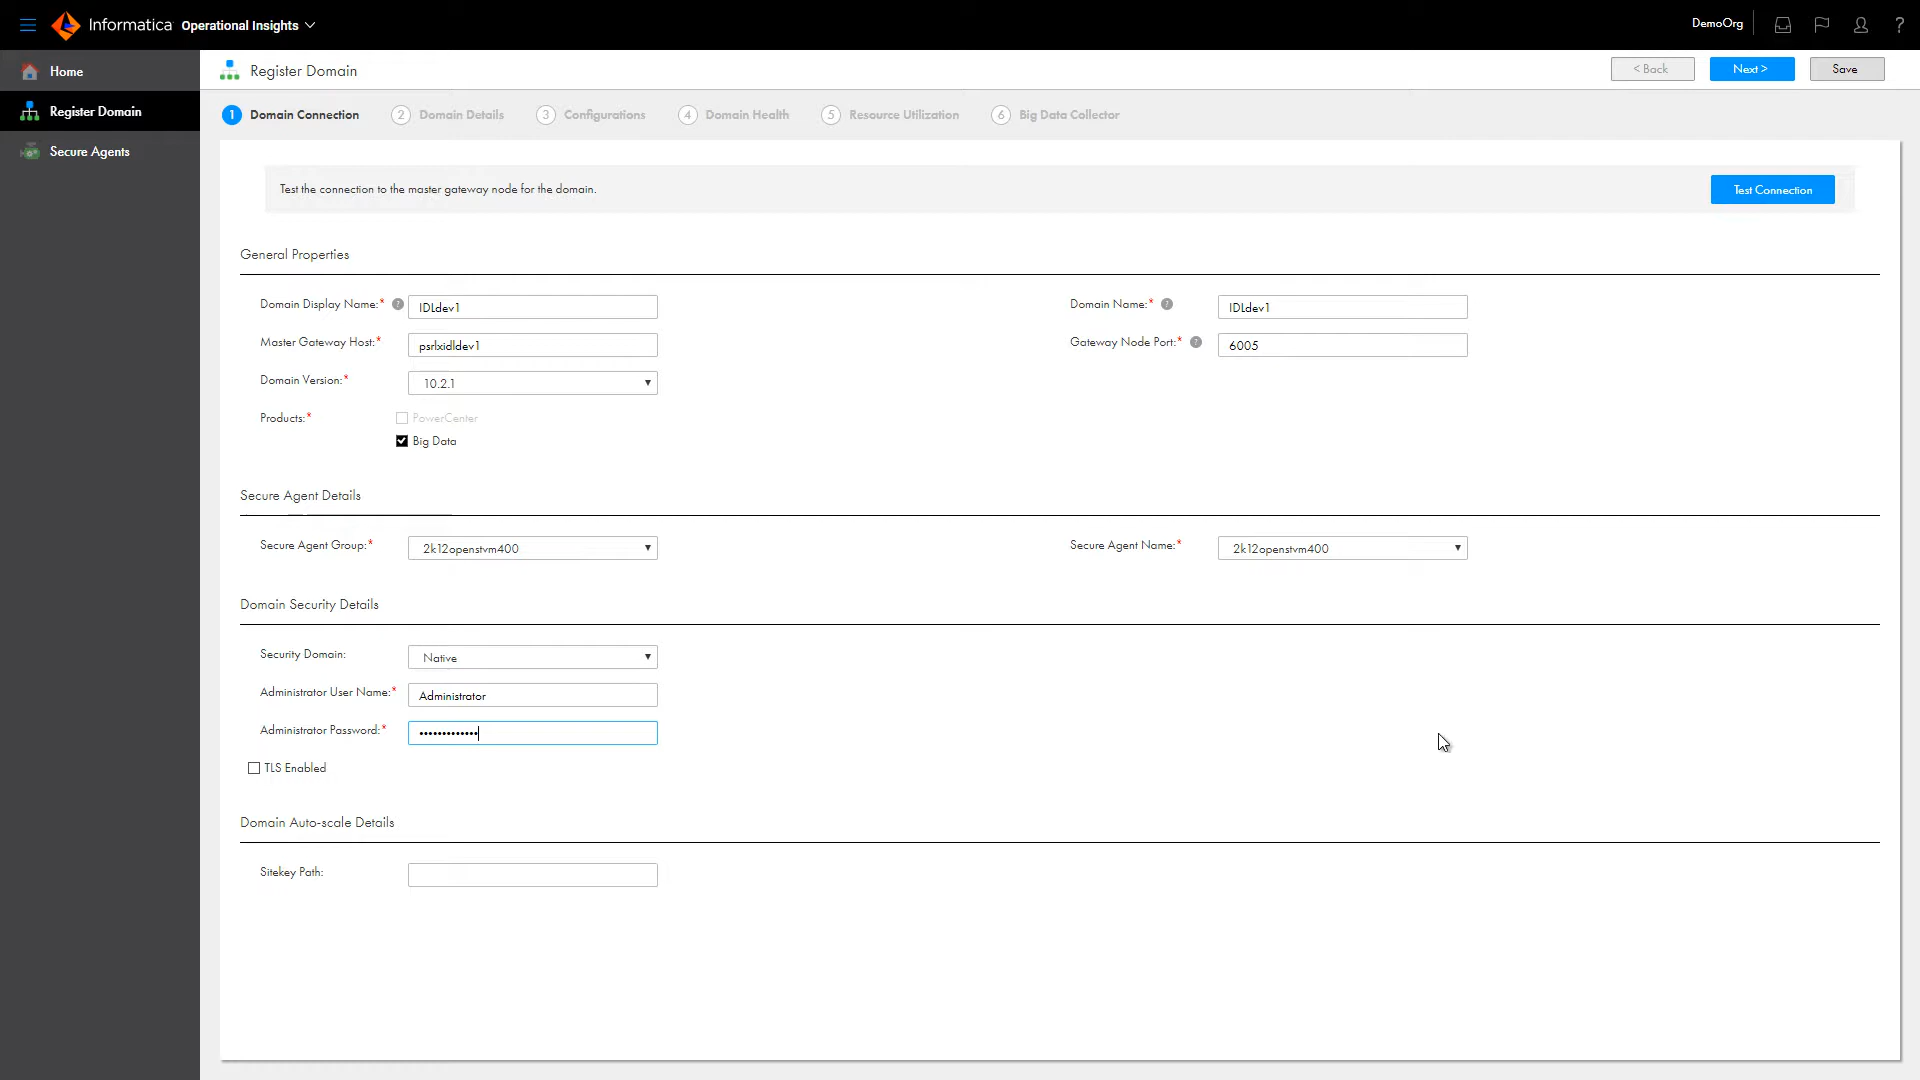 Informatica Operational Insights
DemoOrg
?
Home
Register Domain
Secure Agents
Register Domain
< Back
Next >
Save
1 Domain Connection
2 Domain Details
3 Configurations
4 Domain Health
5 Resource Utilization
6 Big Data Collector
Test the connection to the master gateway node for the domain.
Test Connection
General Properties
Domain Display Name:* ? IDLdev1
Domain Name:* ? IDLdev1
Master Gateway Host:* psrlxidldev1
Gateway Node Port:* ? 6005
Domain Version:* 10.2.1
Products:* PowerCenter
Big Data
Secure Agent Details
Secure Agent Group:* 2k12openstvm400
Secure Agent Name:* 2k12openstvm400
Domain Security Details
Security Domain: Native
Administrator User Name:* Administrator
Administrator Password:* •••••••••••••
TLS Enabled
Domain Auto-scale Details
Sitekey Path: